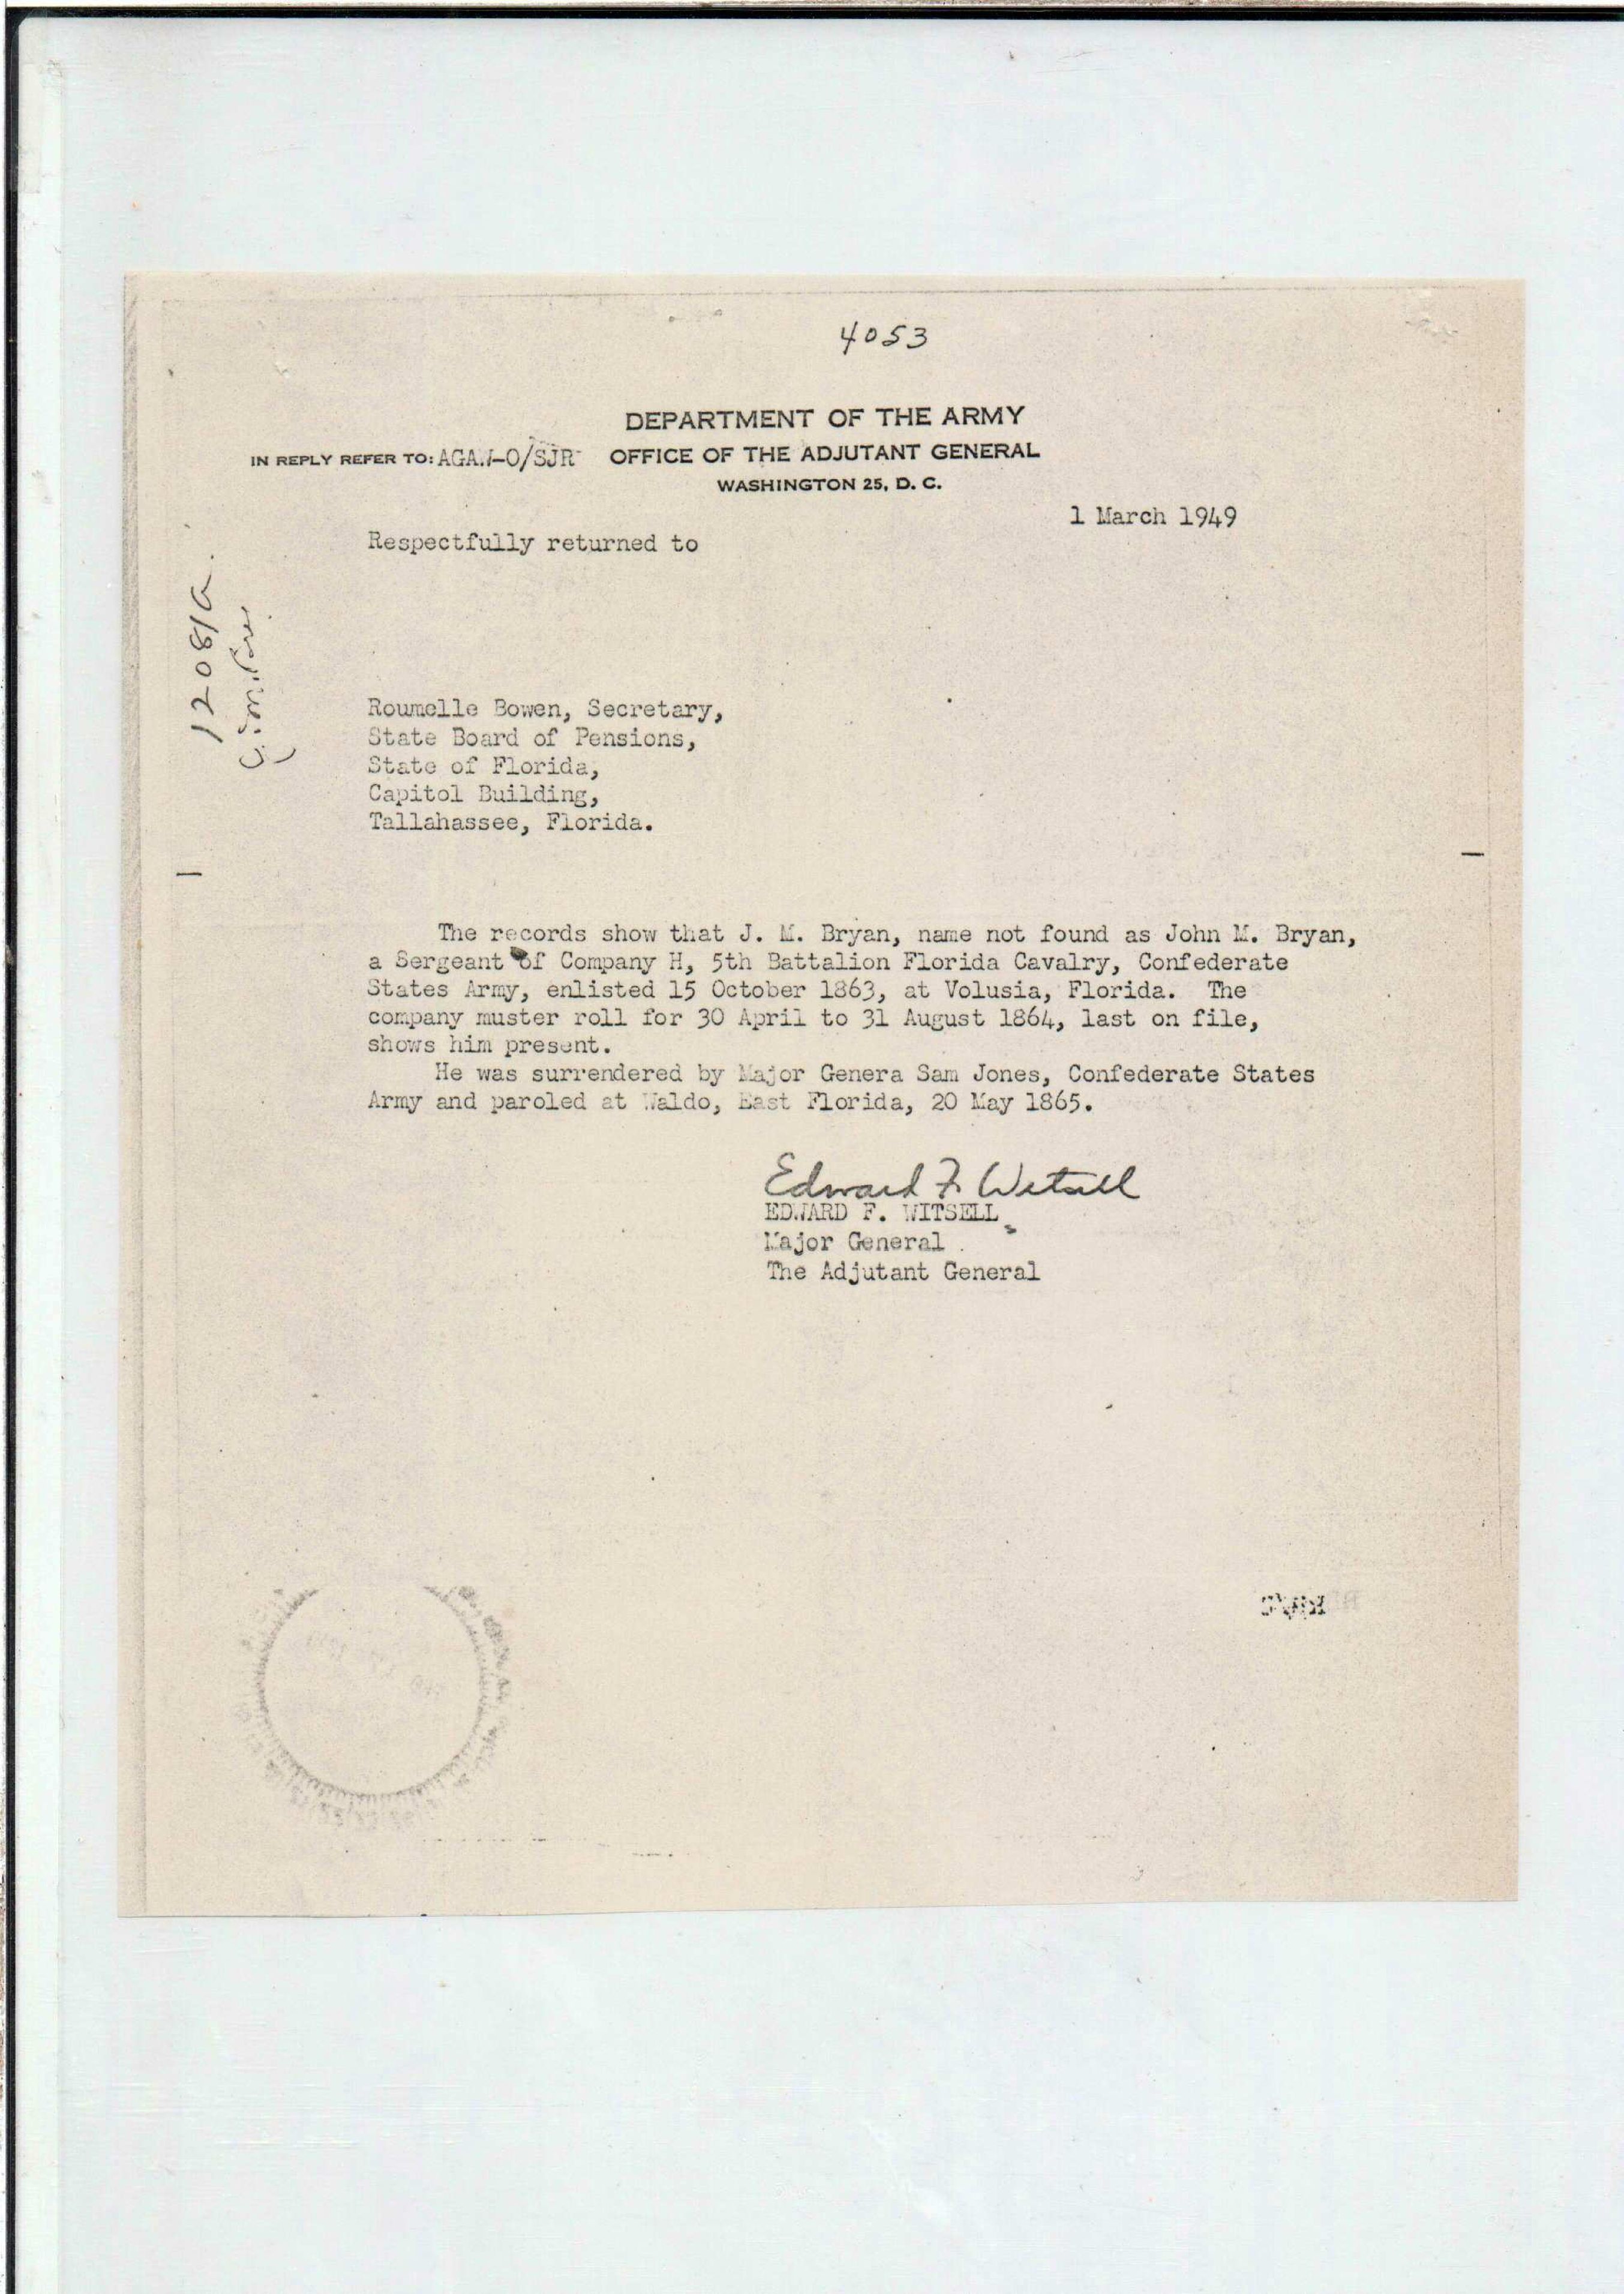 4053
DEPARTMENT OF THE ARMY
IN REPLY REFER TO: AGAW-O/SJR OFFICE OF THE ADJUTANT GENERAL
WASHINGTON 25, D. C.
1 March 1949
Respectfully returned to
12081a
Roumelle Bowen, Secretary,
State Board of Pensions,
State of Florida,
Capitol Building,
Tallahassee, Florida.
The records show that J. M. Bryan, name not found as John M. Bryan,
a Sergeant of Company H, 5th Battalion Florida Cavalry, Confederate
States Army, enlisted 15 October 1863, at Volusia, Florida. The
company muster roll for 30 April to 31 August 1864, last on file,
shows him present.
He was surrendered by Major Genera Sam Jones, Confederate States
Army and paroled at Waldo, East Florida, 20 May 1865.
Edward F. Witsell
EDWARD F. WITSELL
Major General
The Adjutant General